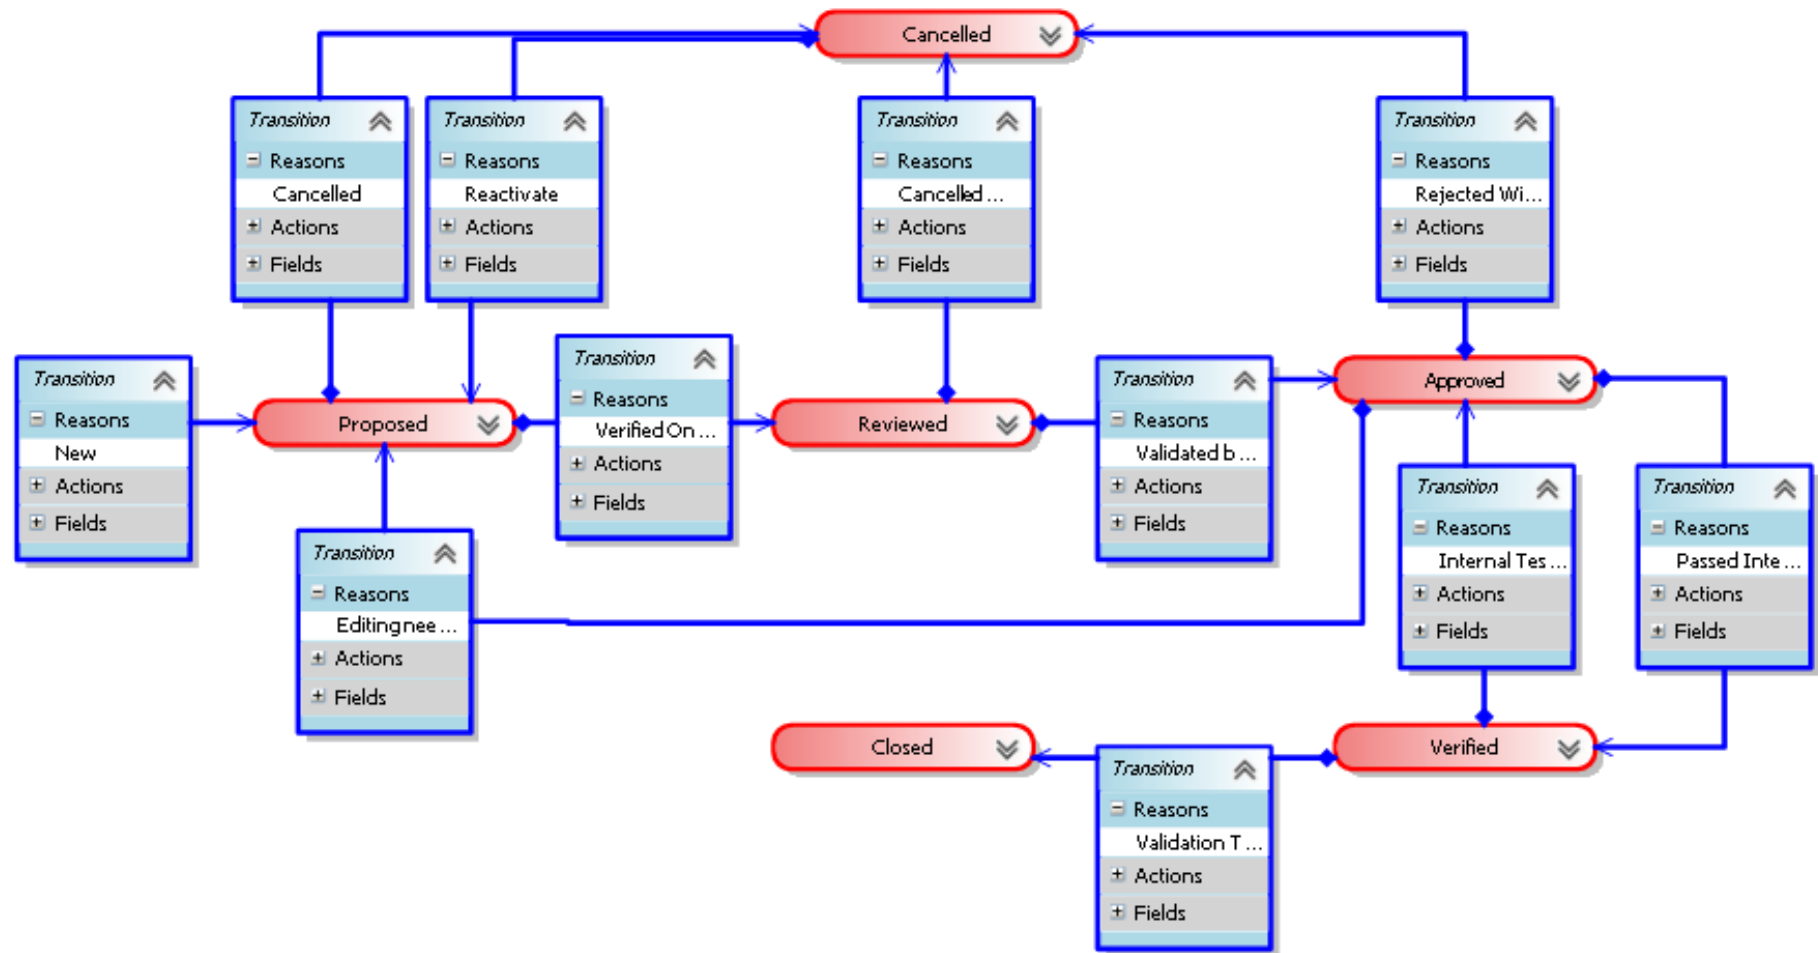 Cancelled
Transition
Reasons
Cancelled
Actions
Fields
Transition
Reasons
Reactivate
Actions
Fields
Transition
Reasons
Cancelled ...
Actions
Fields
Transition
Reasons
Rejected Wi...
Actions
Fields
Transition
Reasons
New
Actions
Fields
Proposed
Transition
Reasons
Verified On ...
Actions
Fields
Reviewed
Transition
Reasons
Validated b ...
Actions
Fields
Approved
Transition
Reasons
Editing nee ...
Actions
Fields
Transition
Reasons
Internal Tes ...
Actions
Fields
Transition
Reasons
Passed Inte ...
Actions
Fields
Closed
Transition
Reasons
Validation T ...
Actions
Fields
Verified